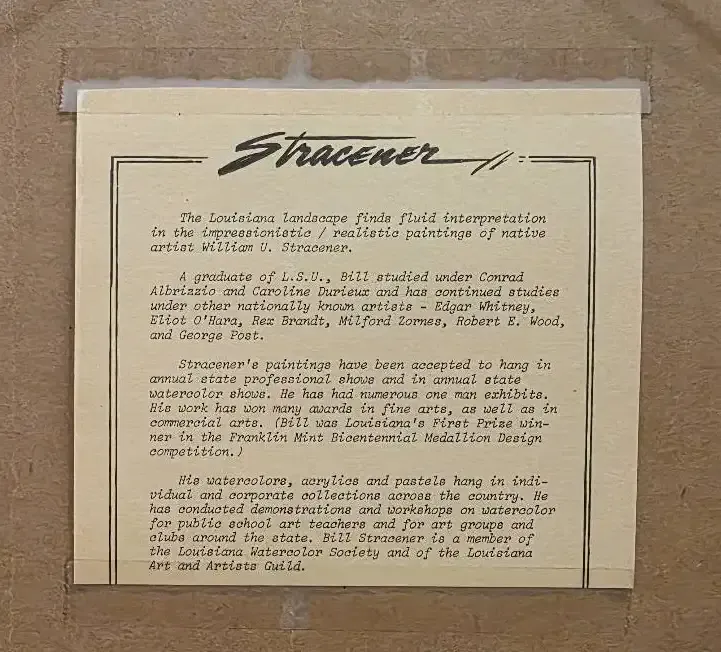 Stracener
The Louisiana landscape finds fluid interpretation
in the impressionistic / realistic paintings of native
artist William U. Stracener.
A graduate of L.S.U., Bill studied under Conrad
Albrizzio and Caroline Durieux and has continued studies
under other nationally known artists - Edgar Whitney,
Eliot O'Hara, Rex Brandt, Milford Zornes, Robert E. Wood,
and George Post.
Stracener's paintings have been accepted to hang in
annual state professional shows and in annual state
watercolor shows. He has had numerous one man exhibits.
His work has won many awards in fine arts, as well as in
commercial arts. (Bill was Louisiana's First Prize win-
ner in the Franklin Mint Bicentennial Medallion Design
competition.)
His watercolors, acrylics and pastels hang in indi-
vidual and corporate collections across the country. He
has conducted demonstrations and workshops on watercolor
for public school art teachers and for art groups and
clubs around the state. Bill Stracener is a member of
the Louisiana Watercolor Society and of the Louisiana
Art and Artists Guild.